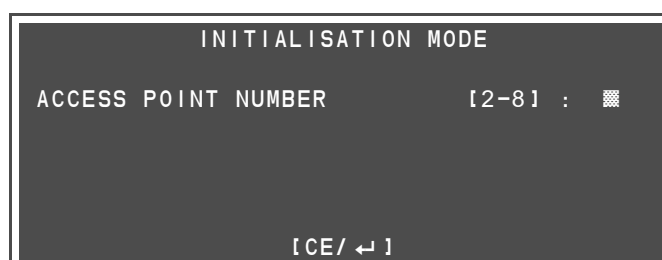 INITIALISATION MODE
ACCESS POINT NUMBER [2-8] : ▒
[CE/ ↵ ]